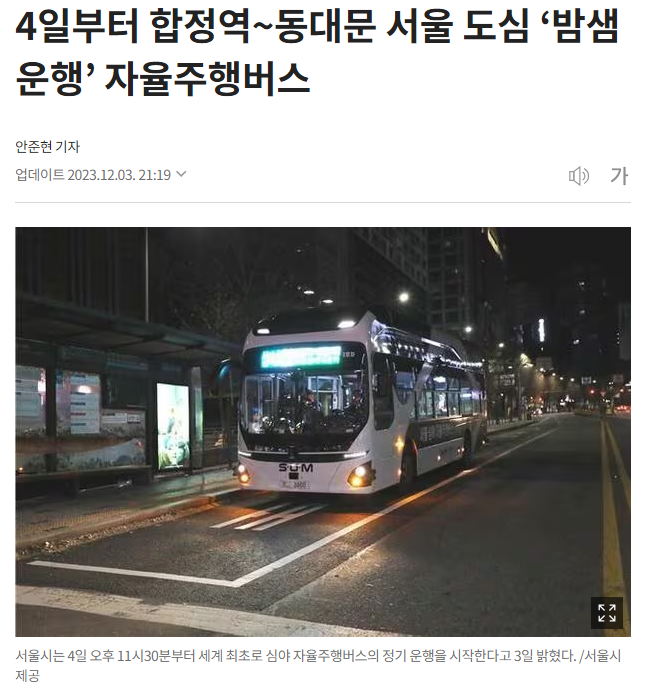 4일부터 합정역~동대문 서울 도심 ‘밤샘
운행’ 자율주행버스
안준현 기자
업데이트 2023.12.03. 21:19
가
SUM
서울시는 4일 오후 11시30분부터 세계 최초로 심야 자율주행버스의 정기 운행을 시작한다고 3일 밝혔다. /서울시
제공